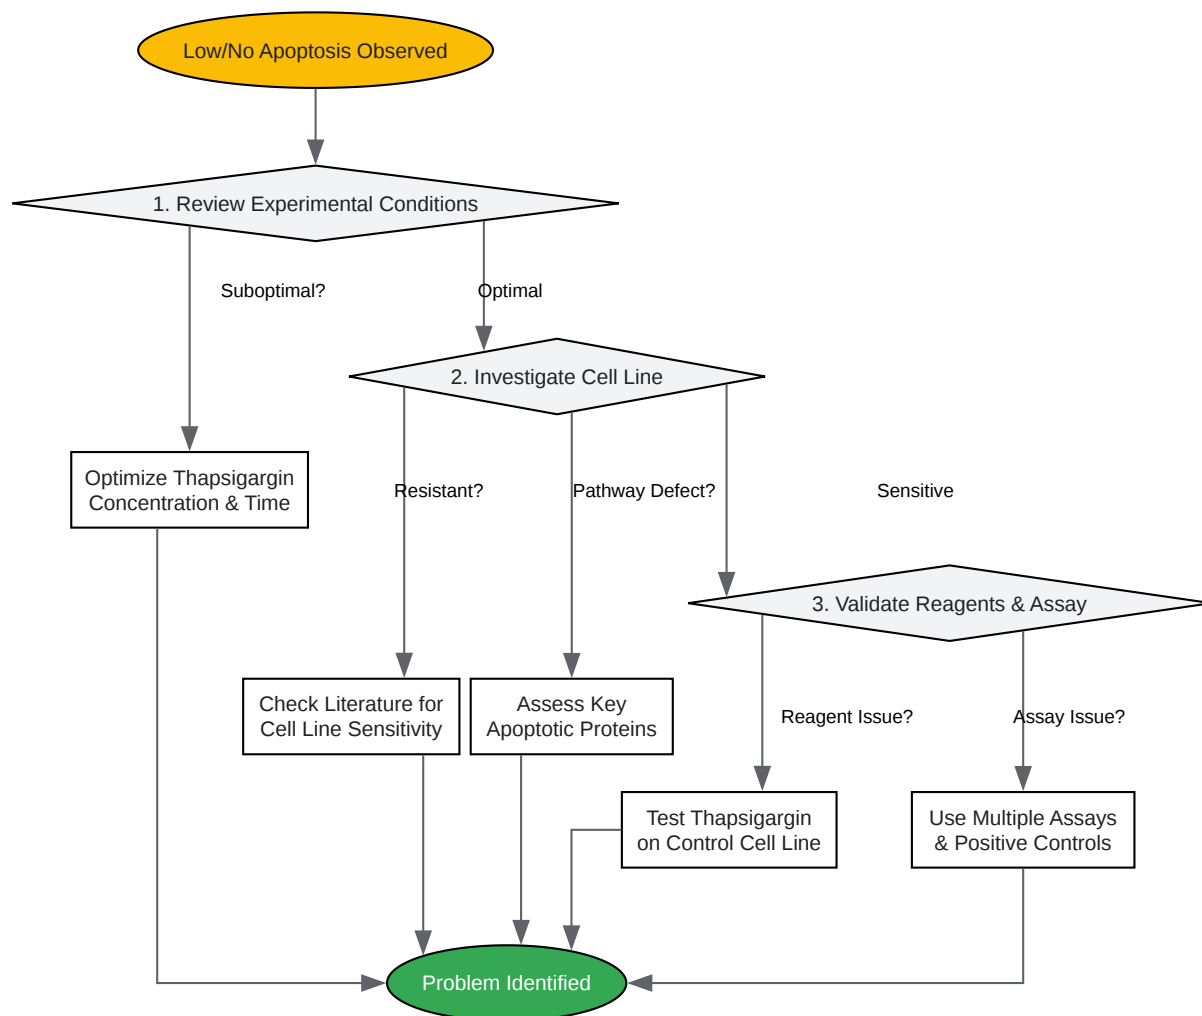 Low/No Apoptosis Observed
1. Review Experimental Conditions
Suboptimal?
Optimal
2. Investigate Cell Line
Optimize Thapsigargin
Concentration & Time
Resistant?
Pathway Defect?
Sensitive
3. Validate Reagents & Assay
Check Literature for
Cell Line Sensitivity
Assess Key
Apoptotic Proteins
Reagent Issue?
Assay Issue?
Test Thapsigargin
on Control Cell Line
Use Multiple Assays
& Positive Controls
Problem Identified